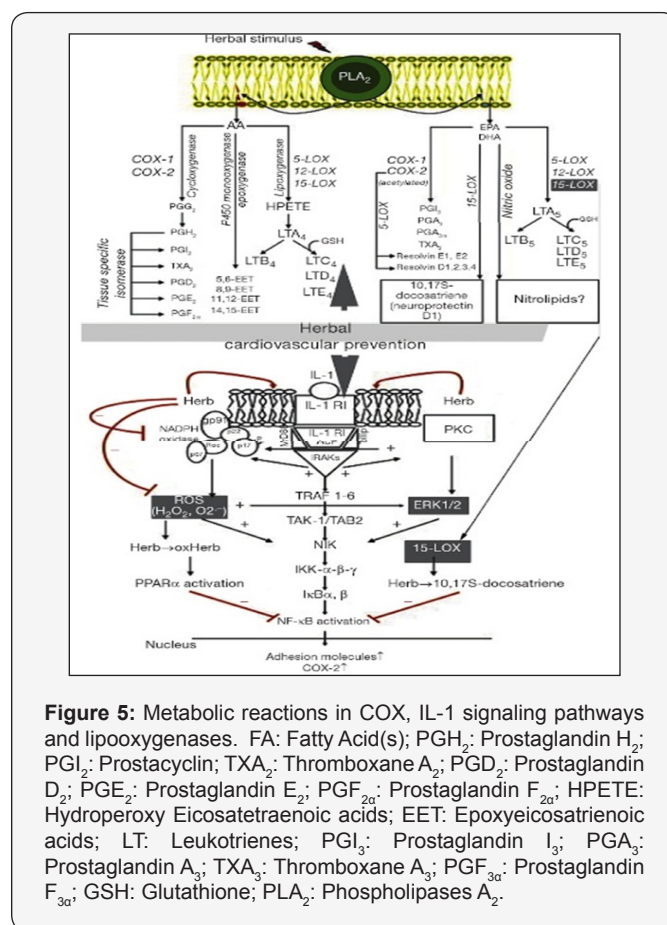 Herbal stimulus
PLA2
AA
EPA
DHA
COX-1
COX-2
Cyclooxygenase
P450 monooxygenase
epoxygenase
Lipoxygenase
5-LOX
12-LOX
15-LOX
PGG2
PGH2
PGI2
TXA2
PGD2
PGE2
PGF2α
Tissue specific
isomerase
5,6-EET
8,9-EET
11,12-EET
14,15-EET
HPETE
LTA4
GSH
LTB4
LTC4
LTD4
LTE4
COX-1
COX-2
(acetylated)
5-LOX
PGI3
PGA3
TXA3
Resolvin E1, E2
Resolvin D1,2,3,4
15-LOX
Nitric oxide
5-LOX
12-LOX
15-LOX
LTA5
GSH
LTB5
LTC5
LTD5
LTE5
10,17S-
docosatriene
(neuroprotectin
D1)
Nitrolipids?
Herbal
cardiovascular prevention
IL-1
Herb
IL-1 RI
Herb
NADPH
oxidase
gp91
p22
Rac
p47
p67
IL-1 RI
IRAKs
PKC
+
+
+
+
ROS
(H2O2, O2·−)
+
TRAF 1-6
+
ERK1/2
+
TAK-1/TAB2
+
NIK
15-LOX
Herb→oxHerb
IKK-α-β-γ
Herb→10,17S-docosatriene
PPARα activation
IκBα, β
−
−
NF-κB activation
Nucleus
Adhesion molecules↑
COX-2↑
Figure 5: Metabolic reactions in COX, IL-1 signaling pathways
and lipooxygenases. FA: Fatty Acid(s); PGH2: Prostaglandin H2;
PGI2: Prostacyclin; TXA2: Thromboxane A2; PGD2: Prostaglandin
D2; PGE2: Prostaglandin E2; PGF2α: Prostaglandin F2α; HPETE:
Hydroperoxy Eicosatetraenoic acids; EET: Epoxyeicosatrienoic
acids; LT: Leukotrienes; PGI3: Prostaglandin I3; PGA3:
Prostaglandin A3; TXA3: Thromboxane A3; PGF3α: Prostaglandin
F3α; GSH: Glutathione; PLA2: Phospholipases A2.